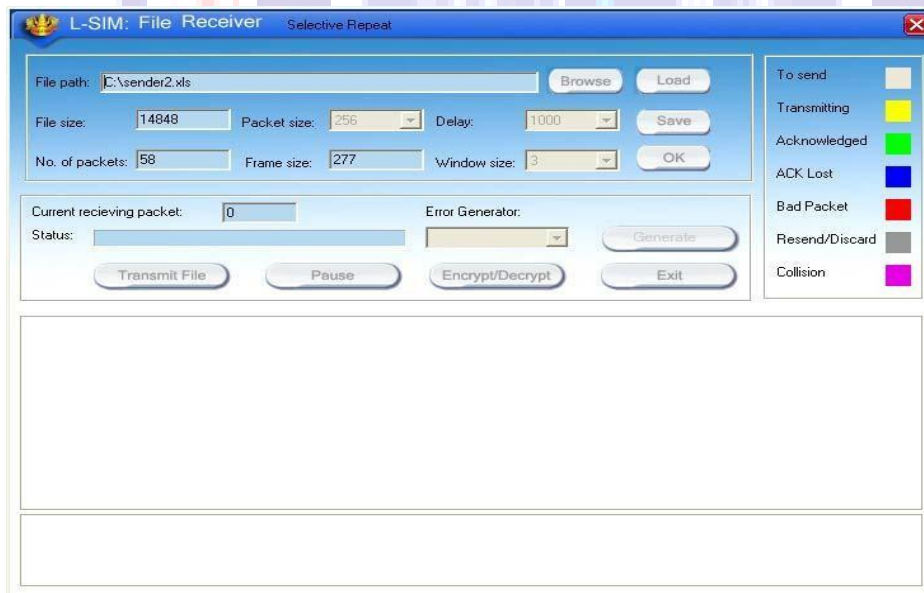 L-SIM: File Receiver Selective Repeat
File path: C:\sender2.xls Browse Load
File size: 14848 Packet size: 256 Delay: 1000 Save
No. of packets: 58 Frame size: 277 Window size: 3 OK
Current recieving packet: 0 Error Generator:
Status: Generate
Transmit File Pause Encrypt/Decrypt Exit
To send
Transmitting
Acknowledged
ACK Lost
Bad Packet
Resend/Discard
Collision